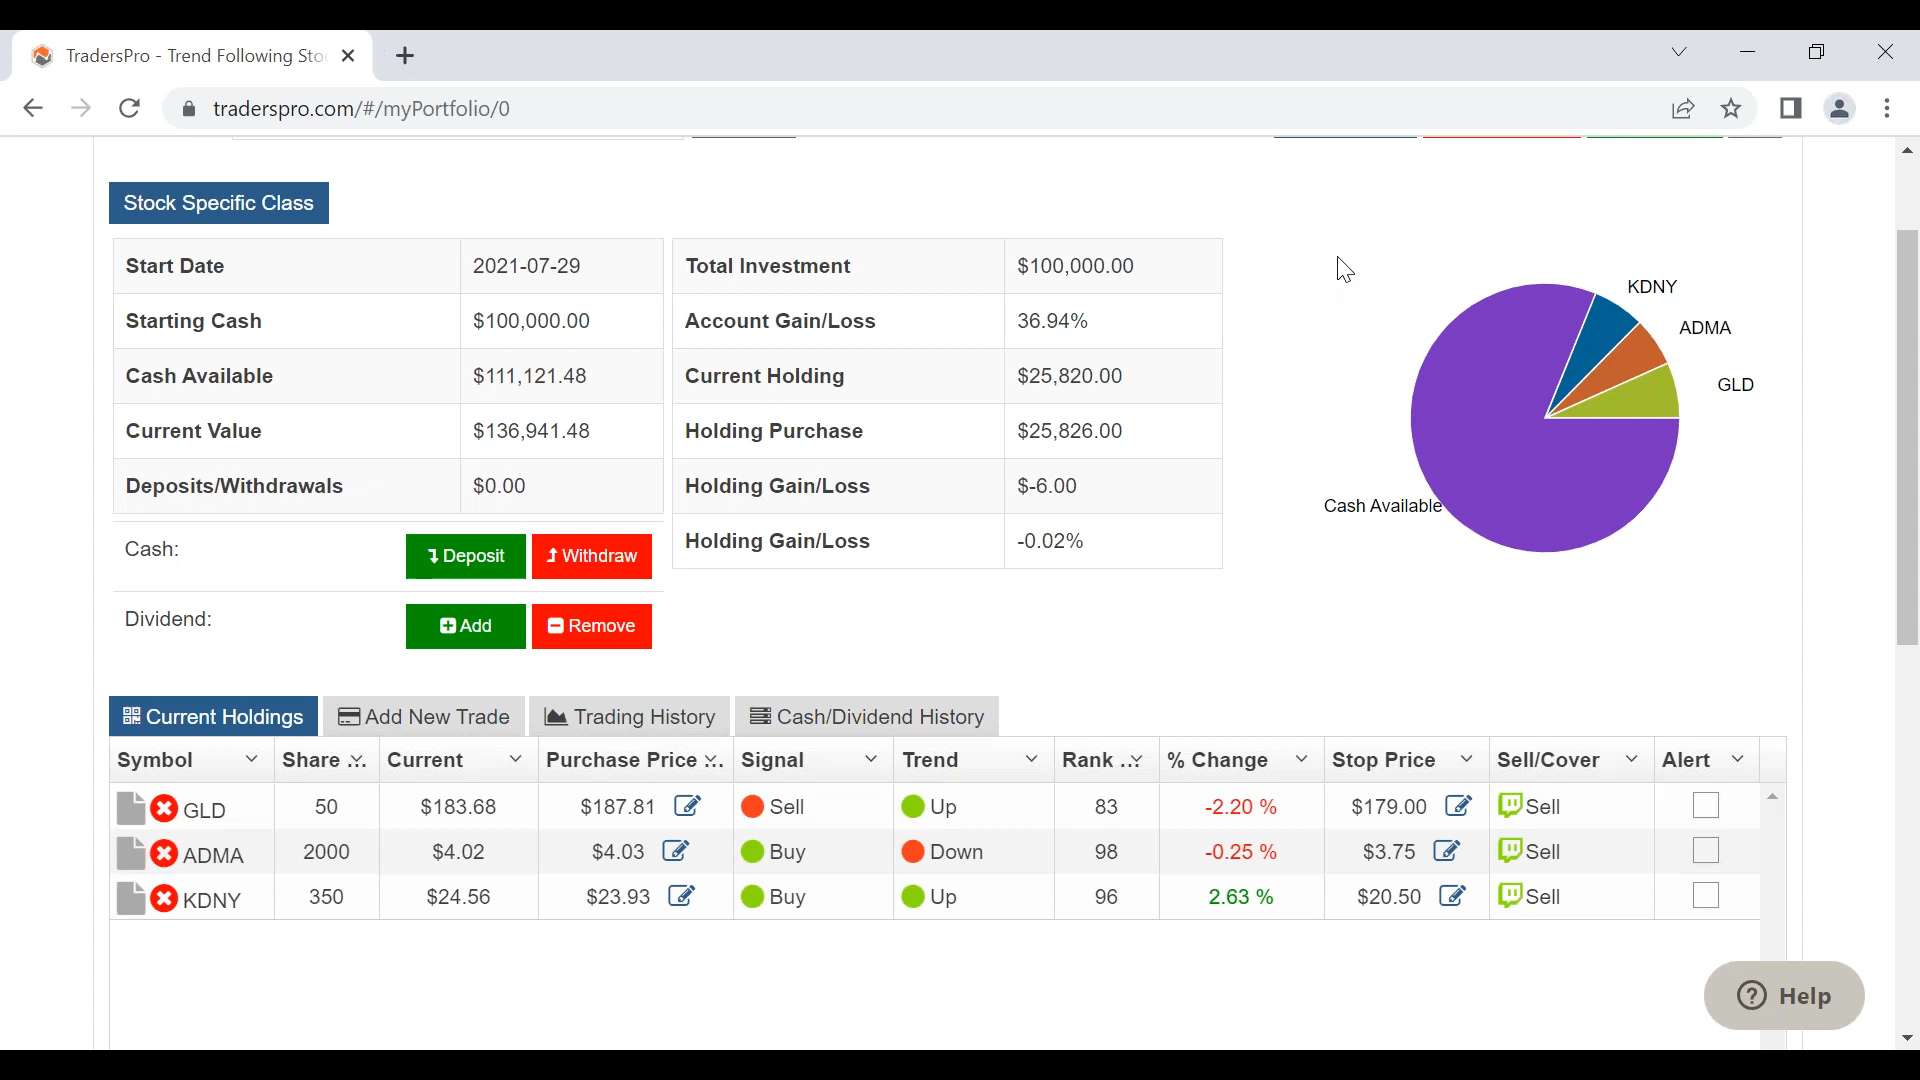 TradersPro - Trend Following Sto
traderspro.com/#/myPortfolio/0
Stock Specific Class
Start Date 2021-07-29
Starting Cash $100,000.00
Cash Available $111,121.48
Current Value $136,941.48
Deposits/Withdrawals $0.00
Cash: Deposit Withdraw
Dividend: Add Remove
Total Investment $100,000.00
Account Gain/Loss 36.94%
Current Holding $25,820.00
Holding Purchase $25,826.00
Holding Gain/Loss $-6.00
Holding Gain/Loss -0.02%
KDNY
ADMA
GLD
Cash Available
Current Holdings Add New Trade Trading History Cash/Dividend History
Symbol Share ... Current Purchase Price ... Signal Trend Rank ... % Change Stop Price Sell/Cover Alert
GLD 50 $183.68 $187.81 Sell Up 83 -2.20 % $179.00 Sell
ADMA 2000 $4.02 $4.03 Buy Down 98 -0.25 % $3.75 Sell
KDNY 350 $24.56 $23.93 Buy Up 96 2.63 % $20.50 Sell
Help